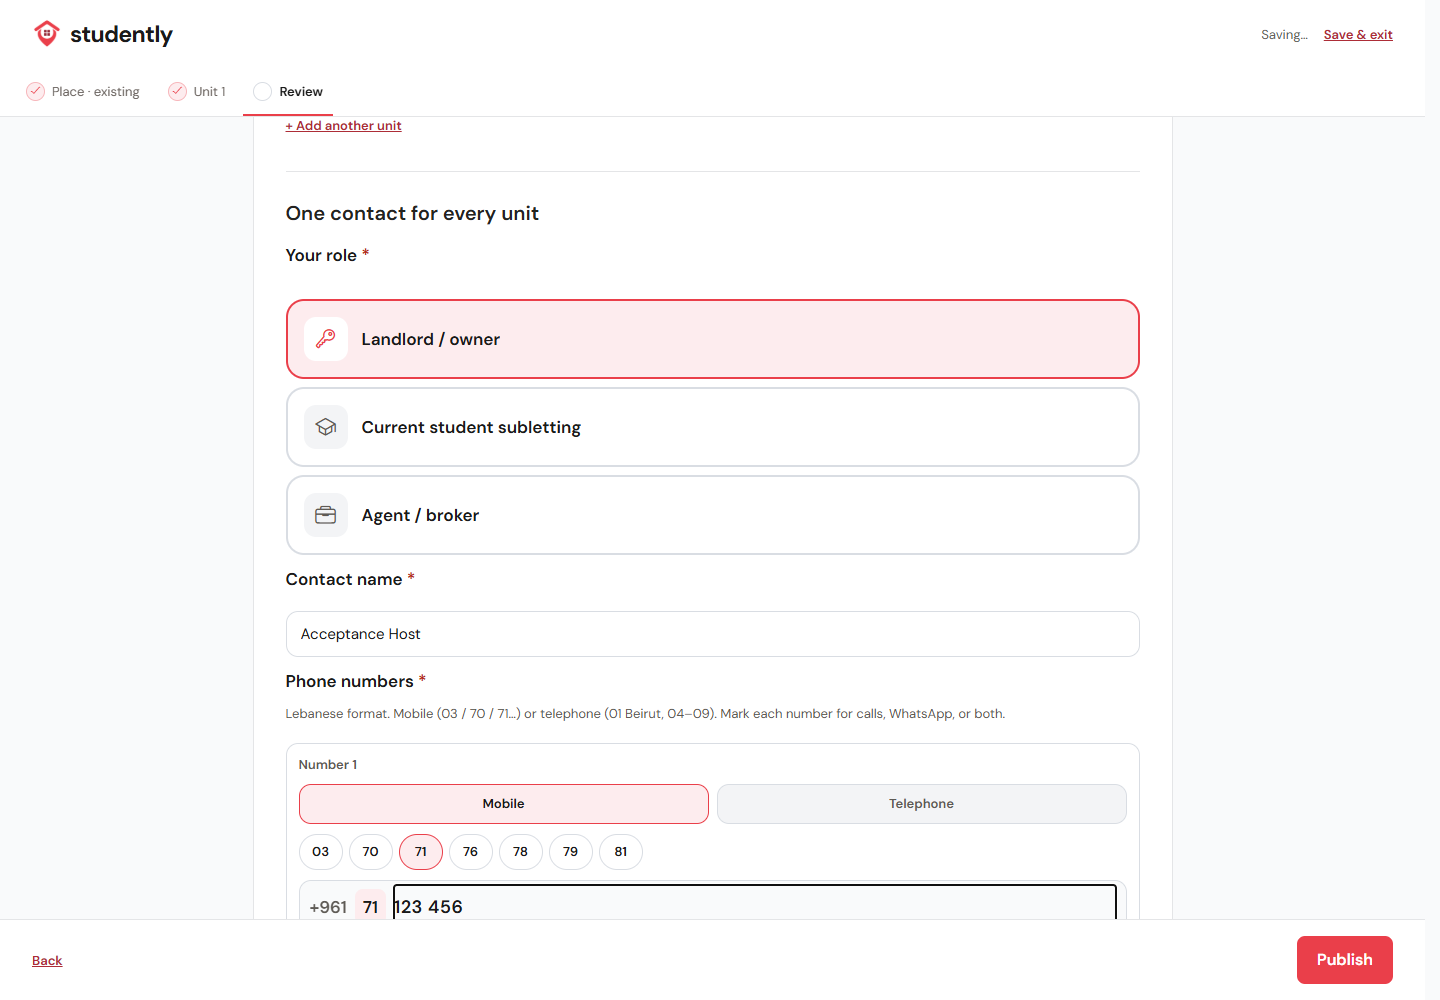 studently
Saving… Save & exit
Place · existing Unit 1 Review
+ Add another unit
One contact for every unit
Your role *
Landlord / owner
Current student subletting
Agent / broker
Contact name *
Acceptance Host
Phone numbers *
Lebanese format. Mobile (03 / 70 / 71…) or telephone (01 Beirut, 04–09). Mark each number for calls, WhatsApp, or both.
Number 1
Mobile Telephone
03 70 71 76 78 79 81
+961 71 123 456
Back Publish